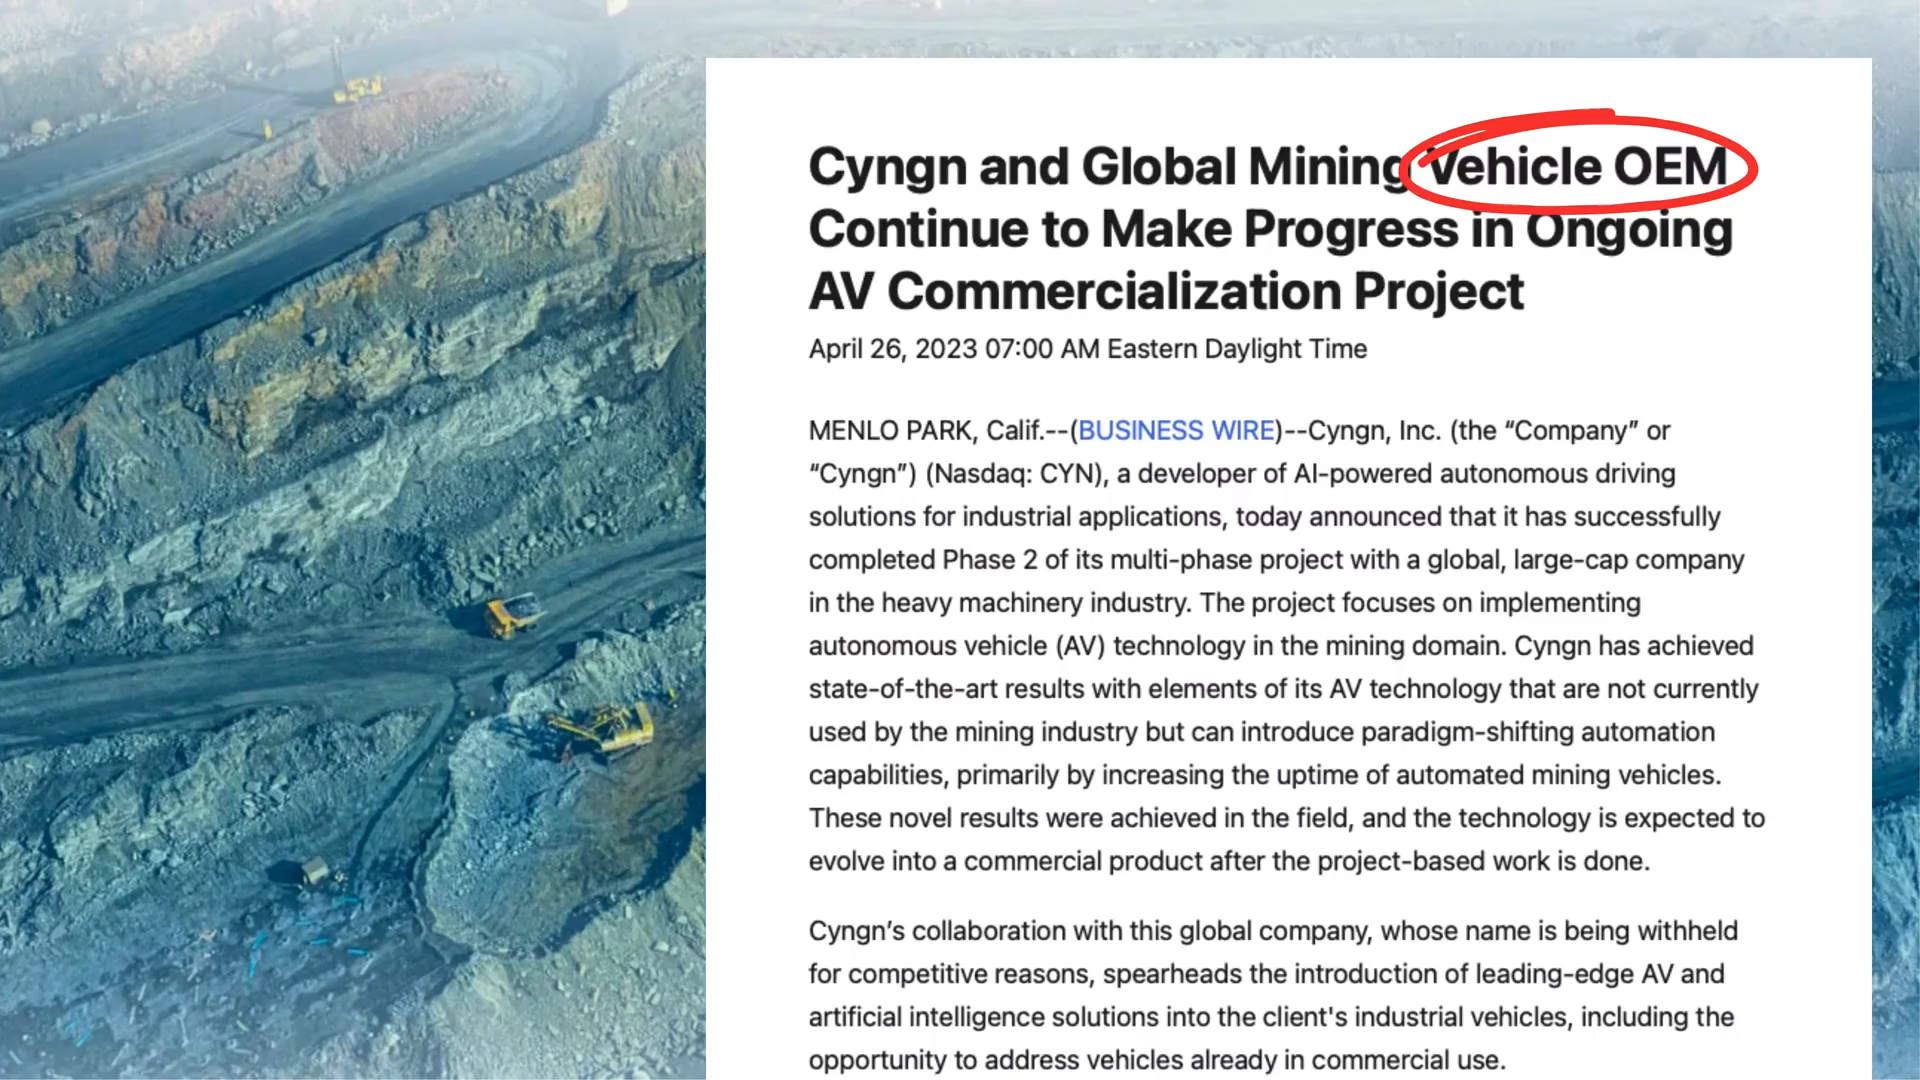 Cyngn and Global Mining Vehicle OEM
Continue to Make Progress in Ongoing
AV Commercialization Project
April 26, 2023 07:00 AM Eastern Daylight Time
MENLO PARK, Calif.--(BUSINESS WIRE)--Cyngn, Inc. (the “Company” or
“Cyngn”) (Nasdaq: CYN), a developer of AI-powered autonomous driving
solutions for industrial applications, today announced that it has successfully
completed Phase 2 of its multi-phase project with a global, large-cap company
in the heavy machinery industry. The project focuses on implementing
autonomous vehicle (AV) technology in the mining domain. Cyngn has achieved
state-of-the-art results with elements of its AV technology that are not currently
used by the mining industry but can introduce paradigm-shifting automation
capabilities, primarily by increasing the uptime of automated mining vehicles.
These novel results were achieved in the field, and the technology is expected to
evolve into a commercial product after the project-based work is done.
Cyngn’s collaboration with this global company, whose name is being withheld
for competitive reasons, spearheads the introduction of leading-edge AV and
artificial intelligence solutions into the client's industrial vehicles, including the
opportunity to address vehicles already in commercial use.